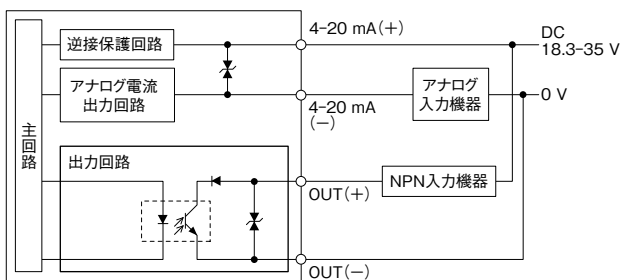 逆接保護回路
4-20 mA(+)
DC
18.3-35 V
アナログ電流
出力回路
4-20 mA
(−)
アナログ
入力機器
0 V
主回路
出力回路
OUT(+)
NPN入力機器
OUT(−)